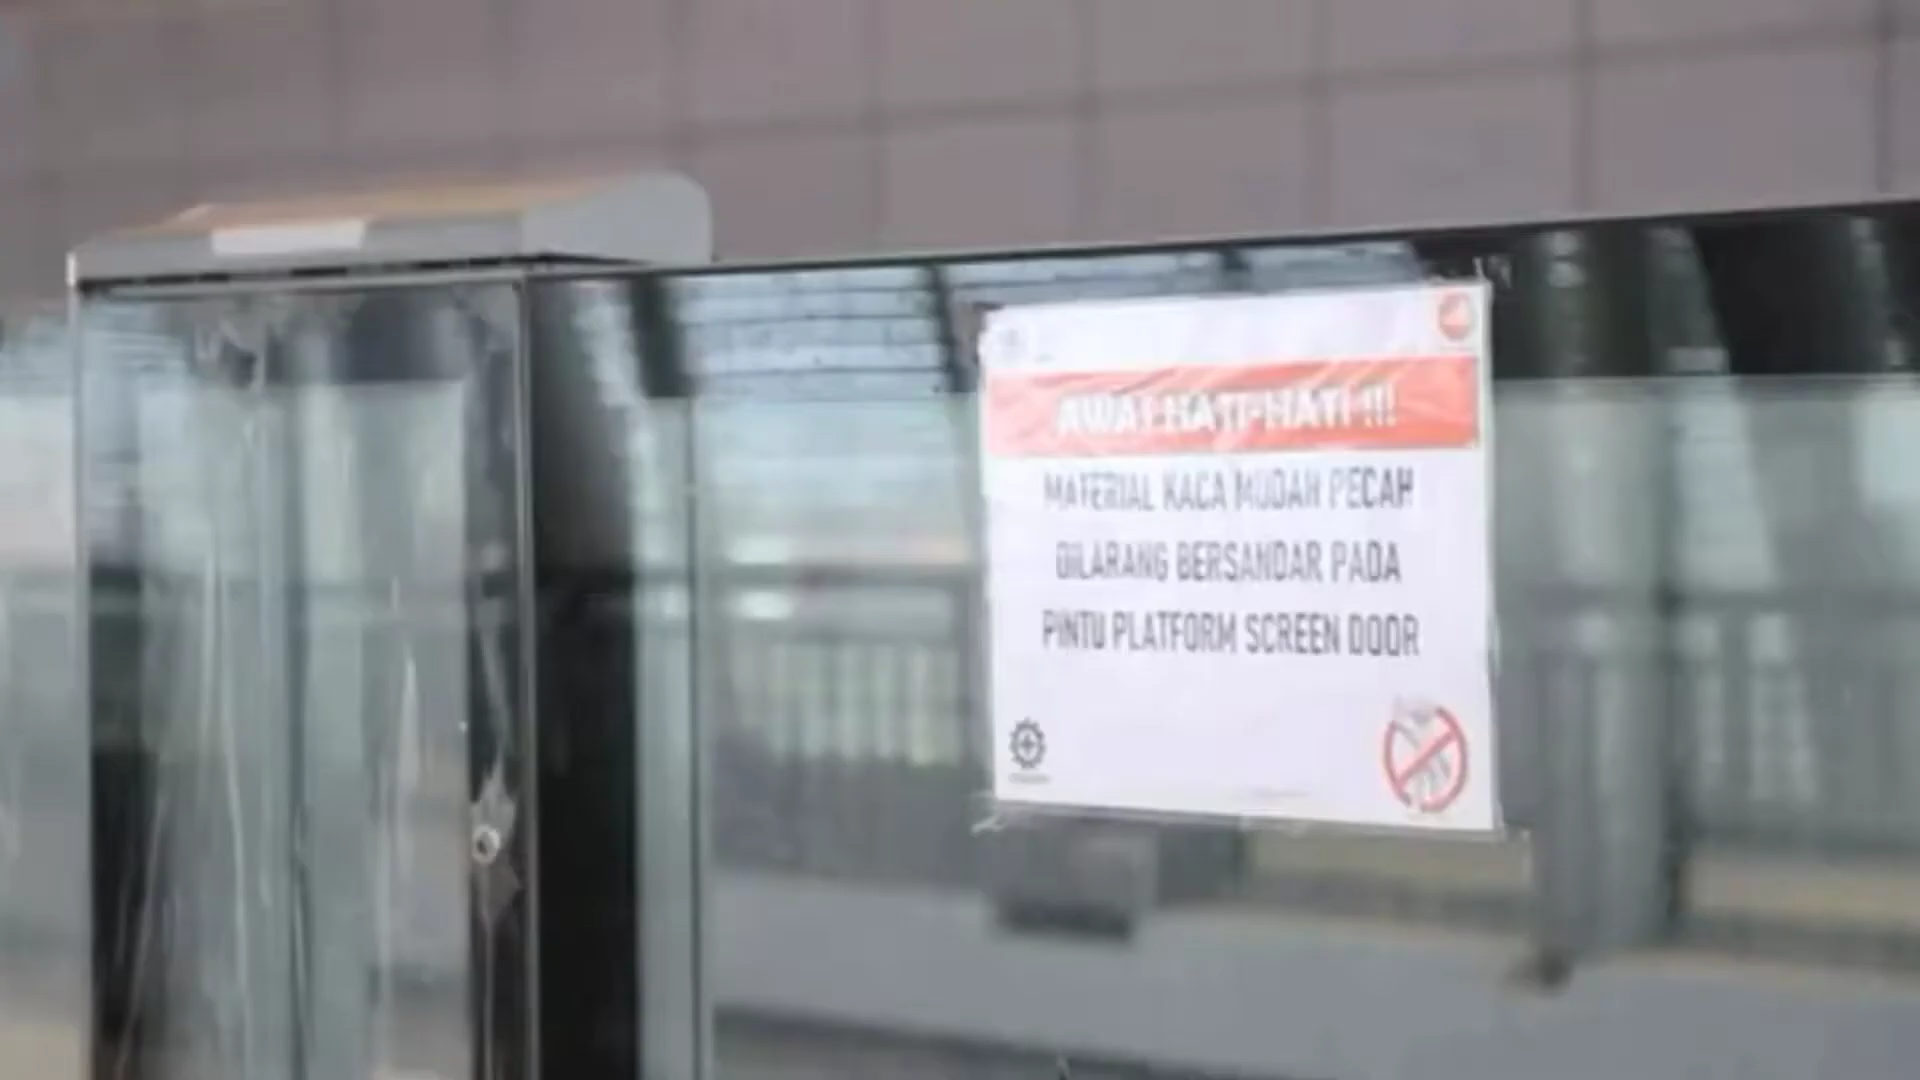 AWAS HATI-HATI !!!
MATERIAL KACA MUDAH PECAH
DILARANG BERSANDAR PADA
PINTU PLATFORM SCREEN DOOR